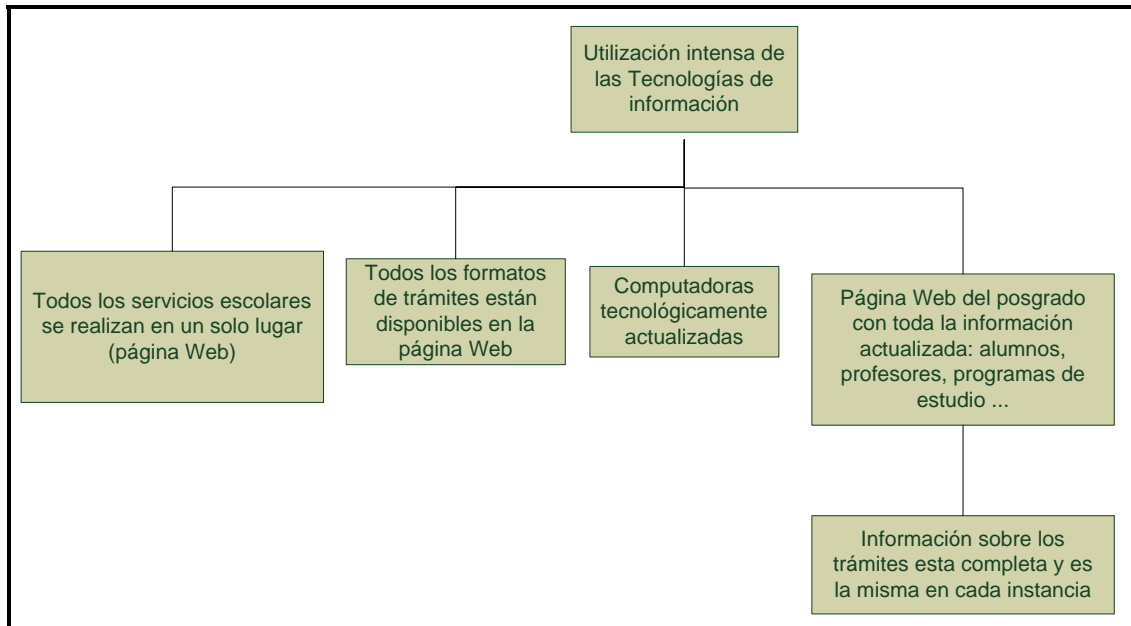 Utilización intensa de
las Tecnologías de
información
Todos los servicios escolares
se realizan en un solo lugar
(página Web)
Todos los formatos
de trámites están
disponibles en la
página Web
Computadoras
tecnológicamente
actualizadas
Página Web del posgrado
con toda la información
actualizada: alumnos,
profesores, programas de
estudio ...
Información sobre los
trámites esta completa y es
la misma en cada instancia